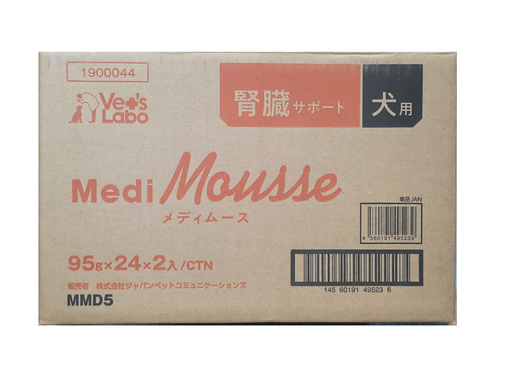 1900044
Vet's
Labo
腎臓サポート
犬用
Medi Mousse
メディムース
単品JAN
4 560191 495239
95g×24×2入/CTN
145 60191 49523 6
販売者 株式会社ジャパンペットコミュニケーションズ
MMD5